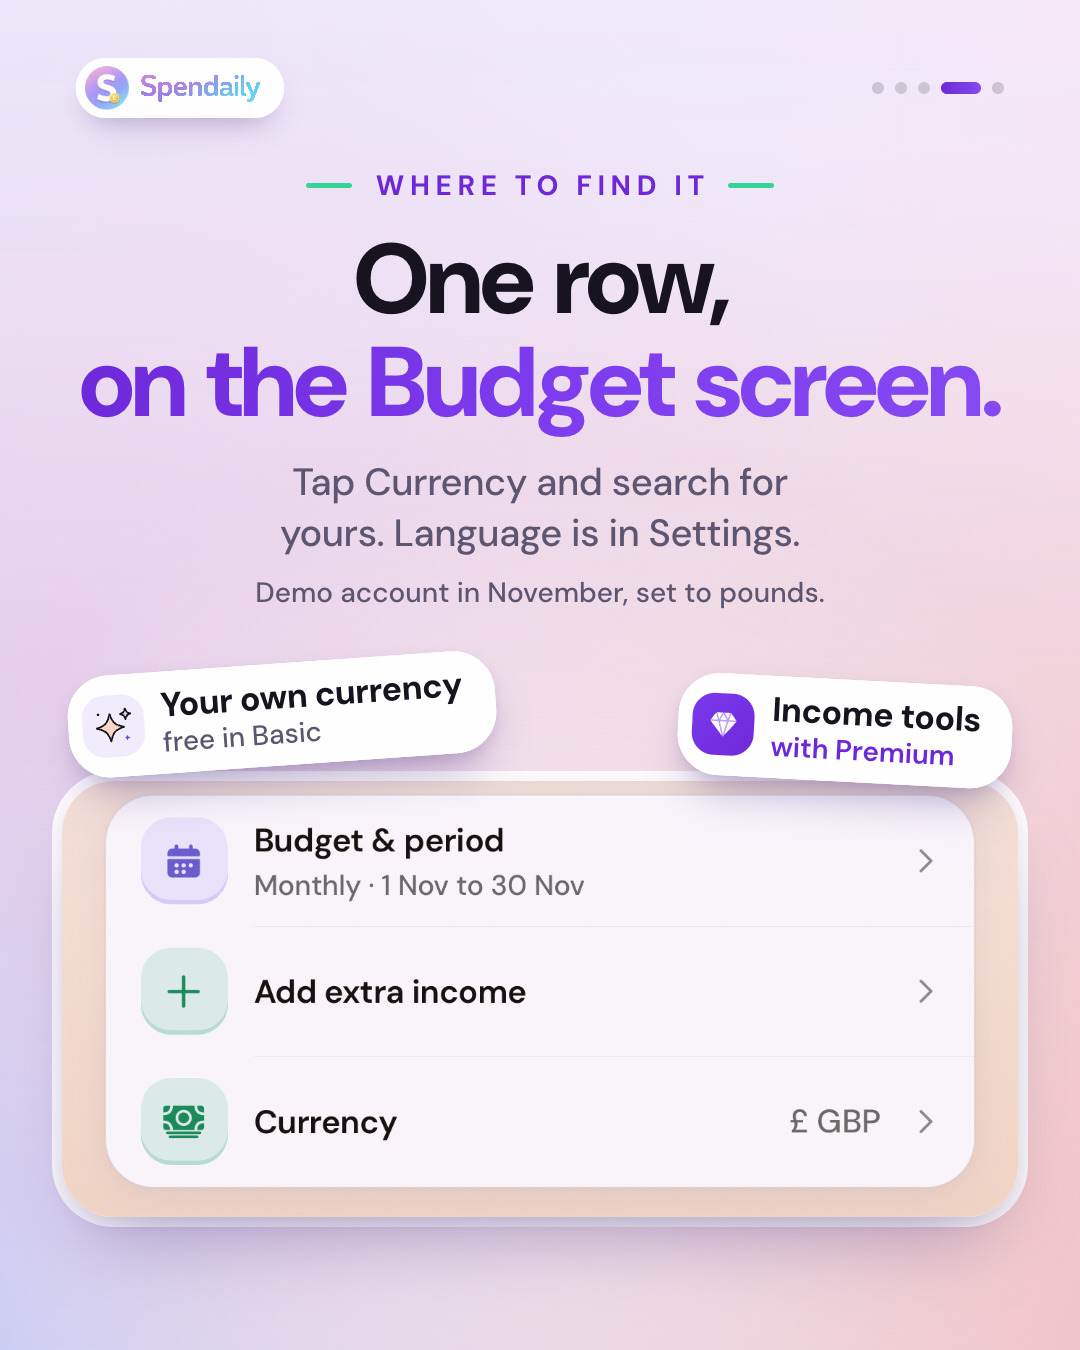 Spendaily
WHERE TO FIND IT
One row,
on the Budget screen.
Tap Currency and search for
yours. Language is in Settings.
Demo account in November, set to pounds.
Your own currency
free in Basic
Income tools
with Premium
Budget & period
Monthly · 1 Nov to 30 Nov
Add extra income
Currency
£ GBP